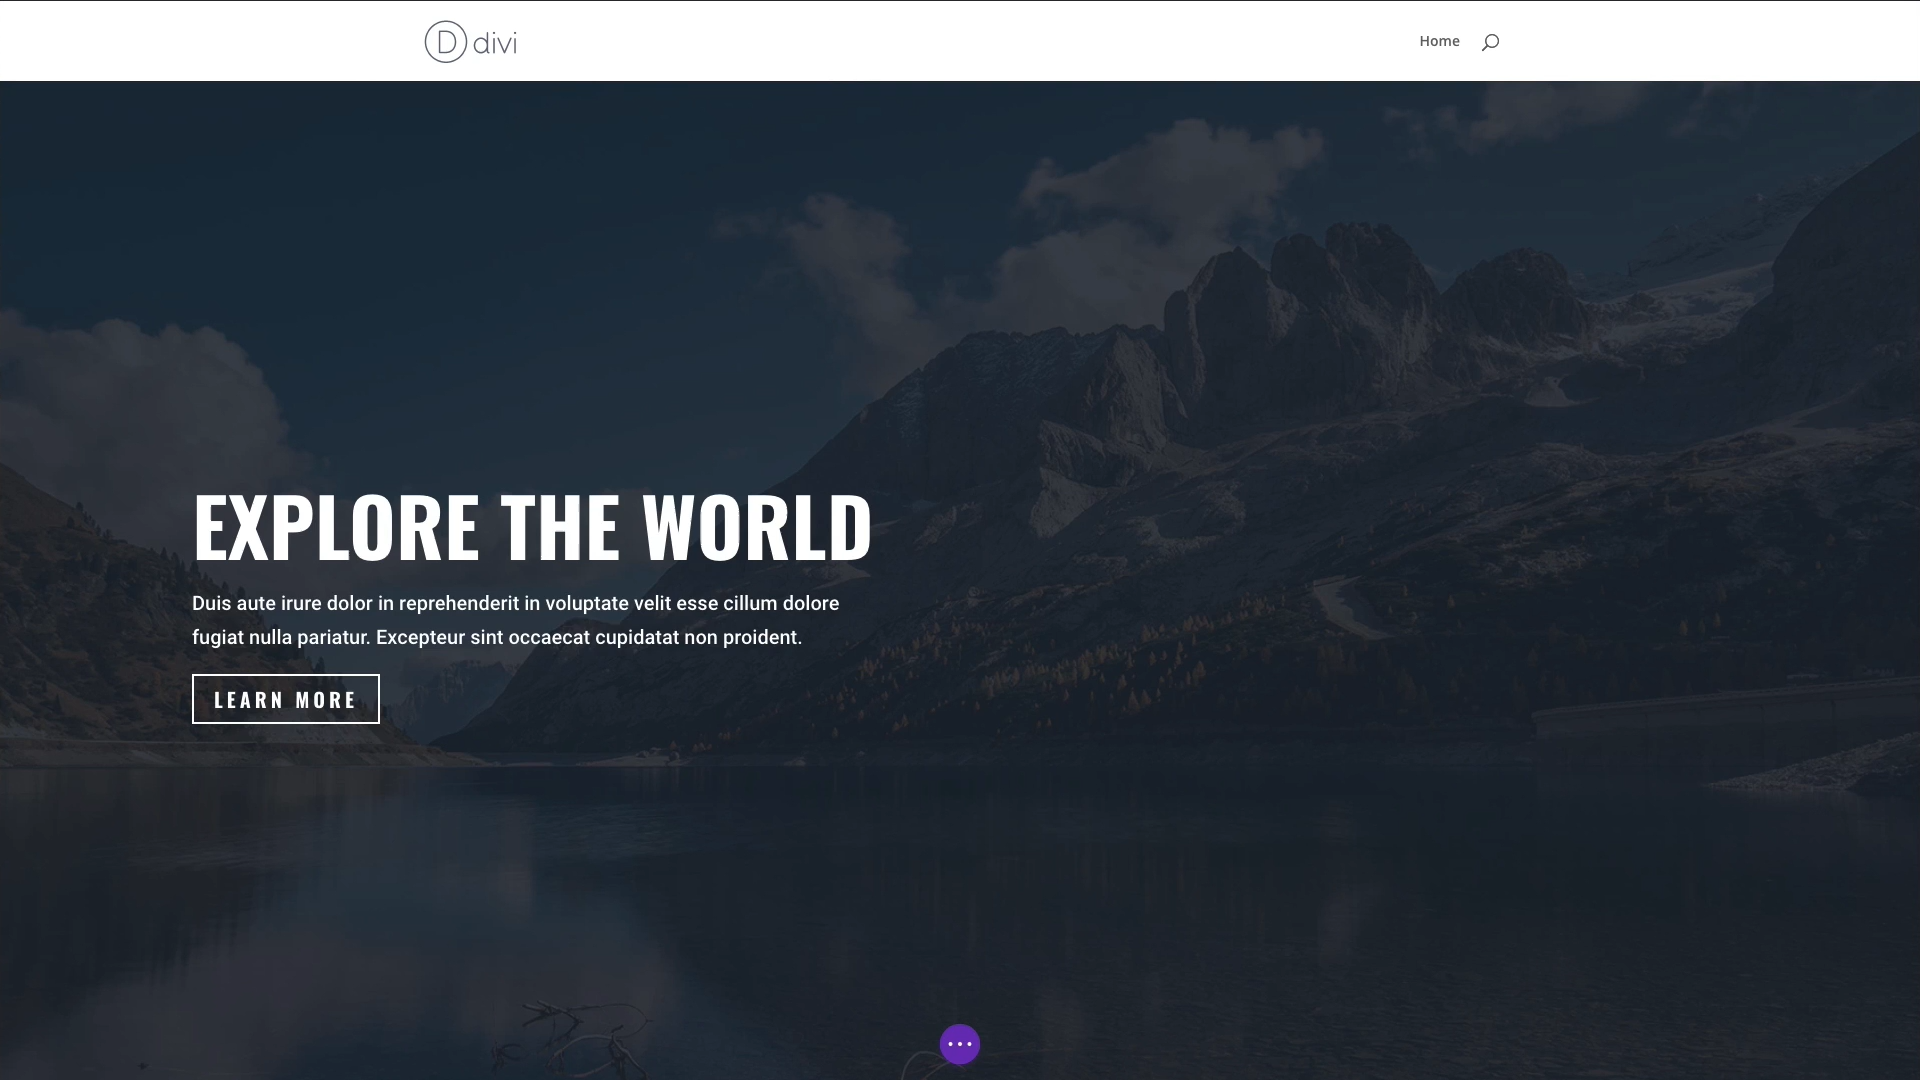 D divi
Home
EXPLORE THE WORLD
Duis aute irure dolor in reprehenderit in voluptate velit esse cillum dolore
fugiat nulla pariatur. Excepteur sint occaecat cupidatat non proident.
LEARN MORE